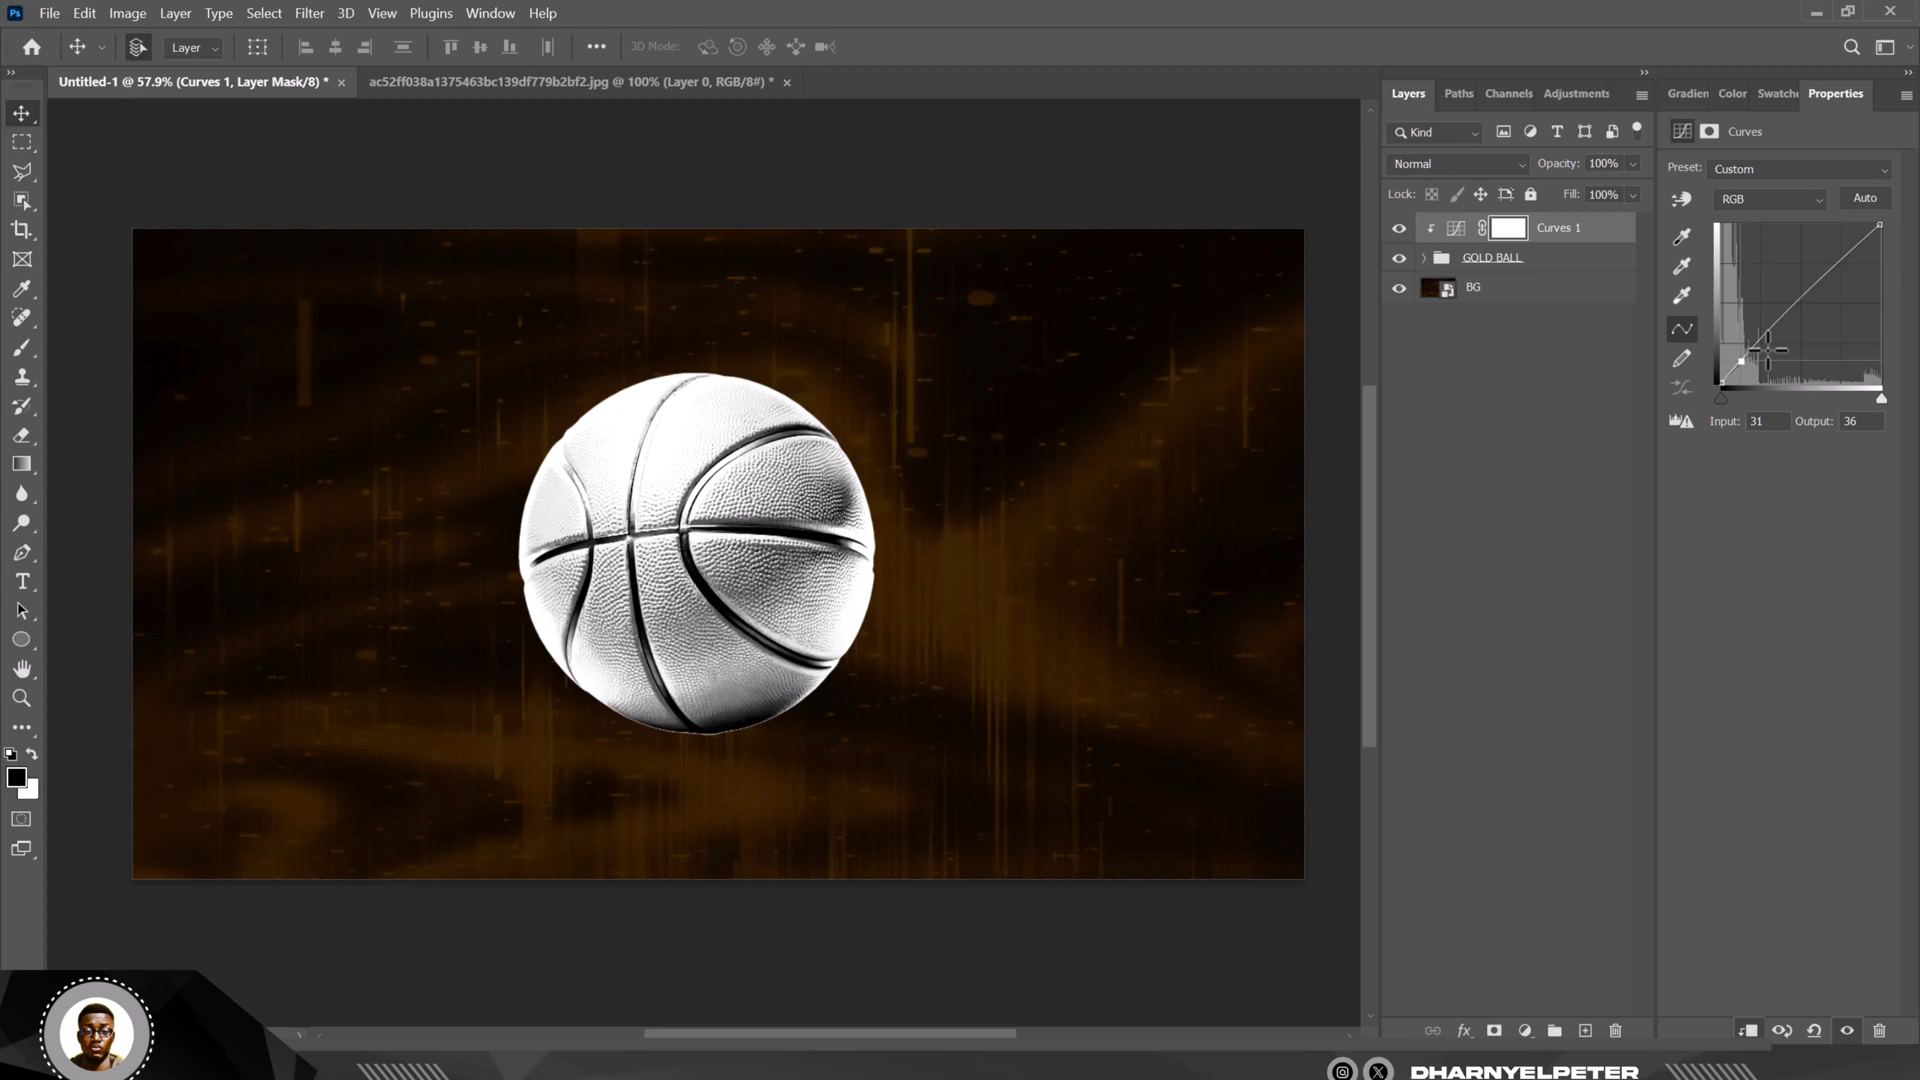 Ps File Edit Image Layer Type Select Filter 3D View Plugins Window Help
Layer 3D Mode:
Untitled-1 @ 57.9% (Curves 1, Layer Mask/8) * ac52ff038a1375463bc139df779b2bf2.jpg @ 100% (Layer 0, RGB/8#) *
Layers Paths Channels Adjustments
Kind
Normal Opacity: 100%
Lock: Fill: 100%
Curves 1
GOLD BALL
BG
Gradien Color Swatche Properties
Curves
Preset: Custom
RGB Auto
Input: 31 Output: 36
fx
DHARNYELPETER